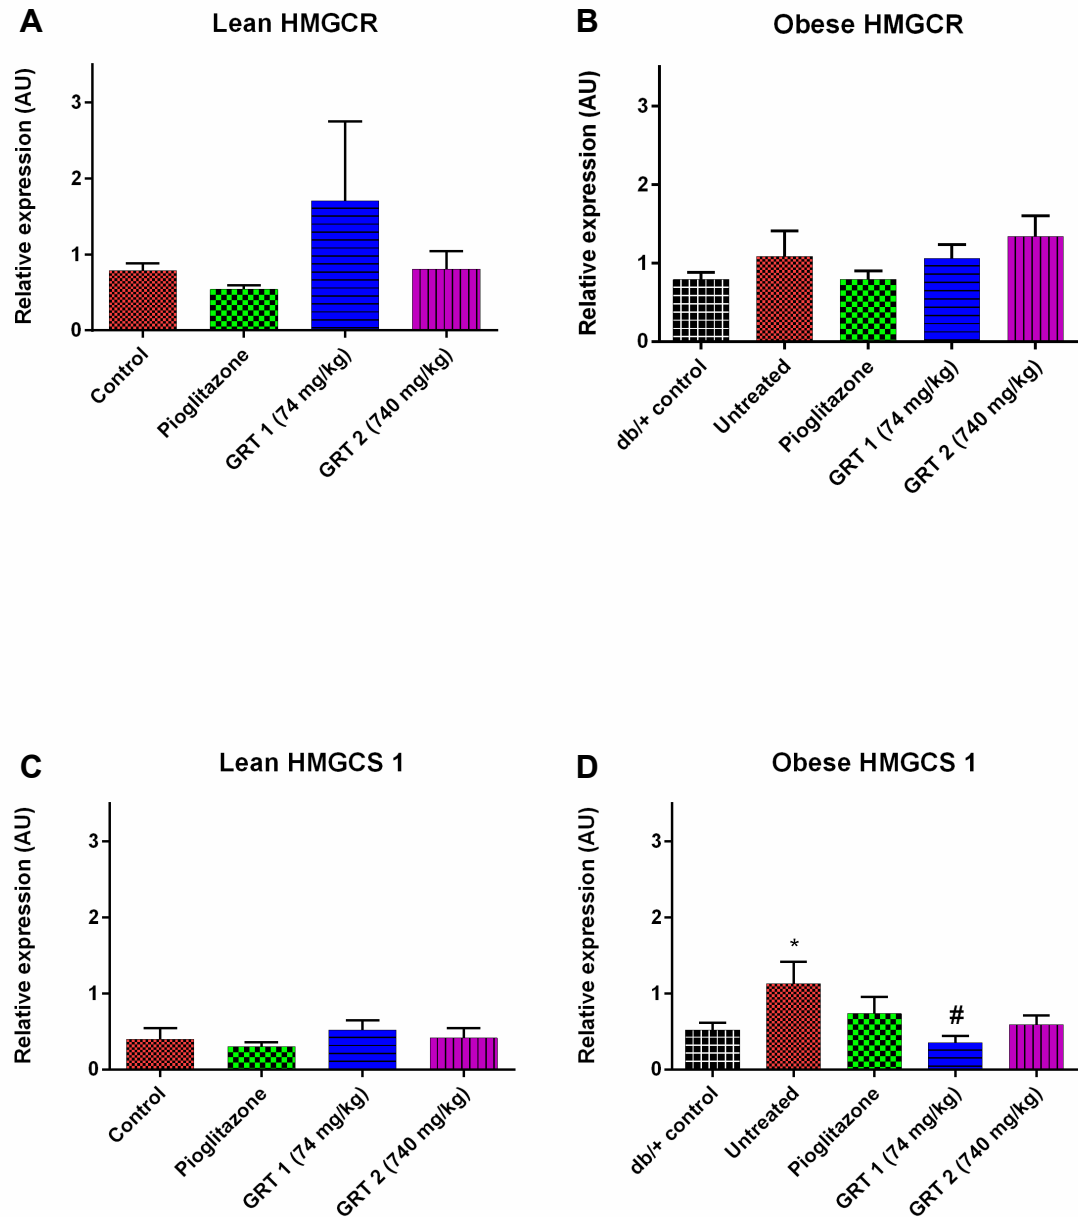 A
Lean HMGCR
Relative expression (AU)
3
2
1
0
Control
Pioglitazone
GRT 1 (74 mg/kg)
GRT 2 (740 mg/kg)
B
Obese HMGCR
Relative expression (AU)
3
2
1
0
db/+ control
Untreated
Pioglitazone
GRT 1 (74 mg/kg)
GRT 2 (740 mg/kg)
C
Lean HMGCS 1
Relative expression (AU)
3
2
1
0
Control
Pioglitazone
GRT 1 (74 mg/kg)
GRT 2 (740 mg/kg)
D
Obese HMGCS 1
Relative expression (AU)
3
2
1
0
*
#
db/+ control
Untreated
Pioglitazone
GRT 1 (74 mg/kg)
GRT 2 (740 mg/kg)